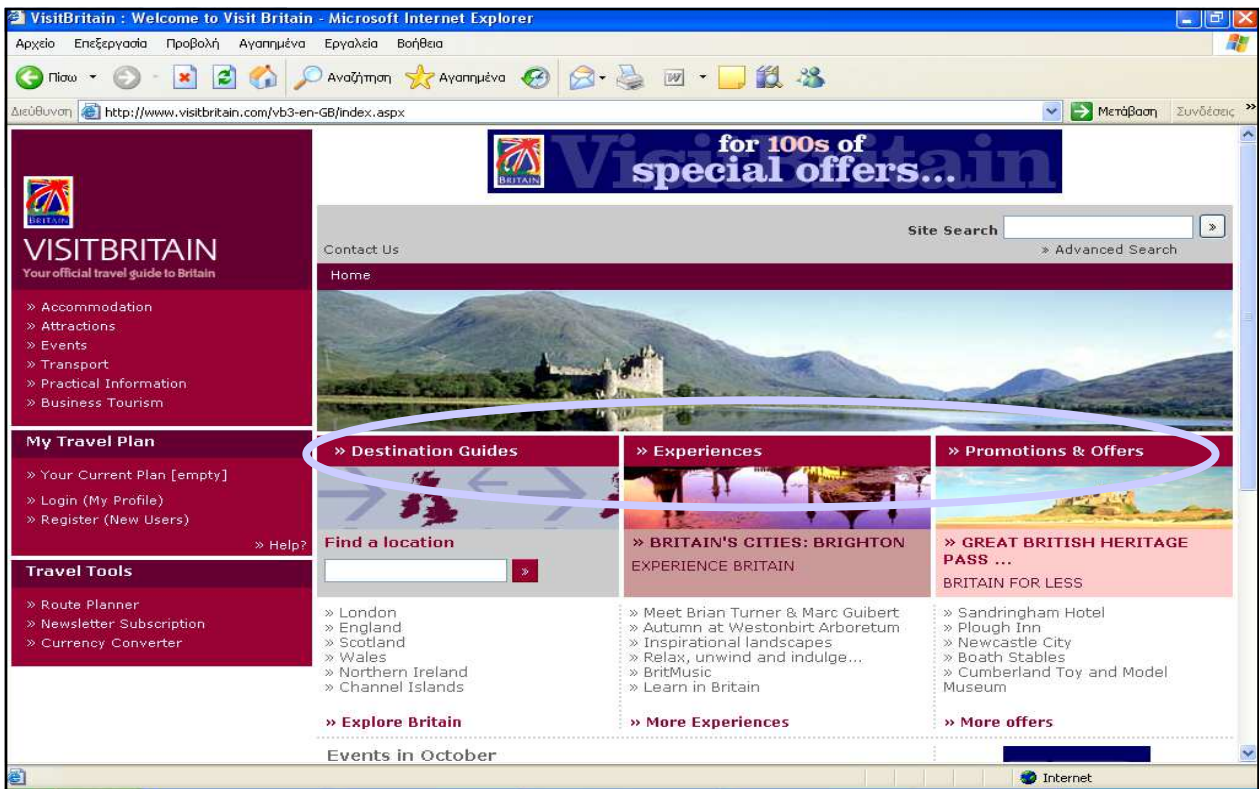 VisitBritain : Welcome to Visit Britain - Microsoft Internet Explorer
Αρχείο Επεξεργασία Προβολή Αγαπημένα Εργαλεία Βοήθεια
Πίσω Αναζήτηση Αγαπημένα
Διεύθυνση http://www.visitbritain.com/vb3-en-GB/index.aspx Μετάβαση Συνδέσεις »
VisitBritain
BRITAIN
for 100s of
special offers...
BRITAIN
VISITBRITAIN
Your official travel guide to Britain
Site Search »
Contact Us » Advanced Search
Home
» Accommodation
» Attractions
» Events
» Transport
» Practical Information
» Business Tourism
My Travel Plan
» Your Current Plan [empty]
» Login (My Profile)
» Register (New Users)
» Help?
Travel Tools
» Route Planner
» Newsletter Subscription
» Currency Converter
» Destination Guides
Find a location
»
» London
» England
» Scotland
» Wales
» Northern Ireland
» Channel Islands
» Explore Britain
» Experiences
» BRITAIN'S CITIES: BRIGHTON
EXPERIENCE BRITAIN
» Meet Brian Turner & Marc Guibert
» Autumn at Westonbirt Arboretum
» Inspirational landscapes
» Relax, unwind and indulge...
» BritMusic
» Learn in Britain
» More Experiences
» Promotions & Offers
» GREAT BRITISH HERITAGE
PASS ...
BRITAIN FOR LESS
» Sandringham Hotel
» Plough Inn
» Newcastle City
» Boath Stables
» Cumberland Toy and Model
Museum
» More offers
Events in October
Internet